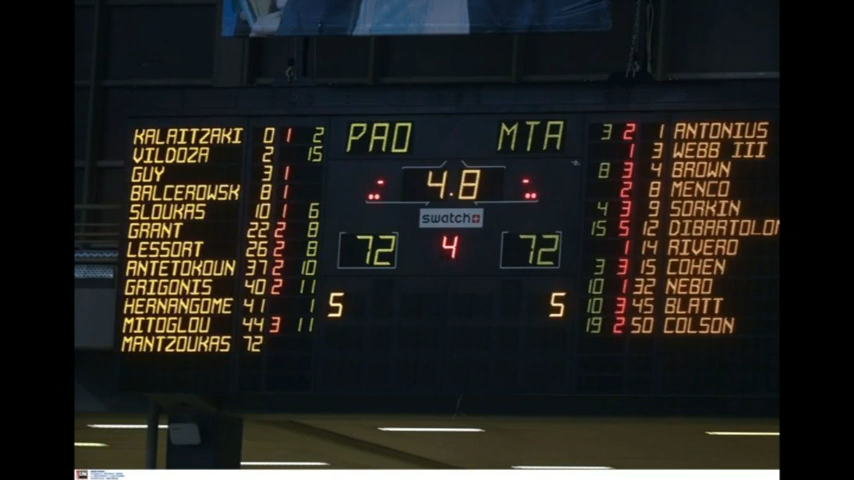 PAO MTA
4.8
swatch
72 4 72
5 5
KALAITZAKI 0 1 2
VILDOZA 2 15
GUY 3 1
BALCEROWSK 8 1
SLOUKAS 10 1 6
GRANT 22 2 8
LESSORT 26 2 8
ANTETOKOUN 37 2 10
GRIGONIS 40 2 11
HERNANGOME 41 1
MITOGLOU 44 3 11
MANTZOUKAS 72
3 2 1 ANTONIUS
1 3 WEBB III
8 3 4 BROWN
2 8 MENCO
4 3 9 SORKIN
15 5 12 DIBARTOLOM
1 14 RIVERO
3 3 15 COHEN
10 1 32 NEBO
10 3 45 BLATT
19 2 50 COLSON